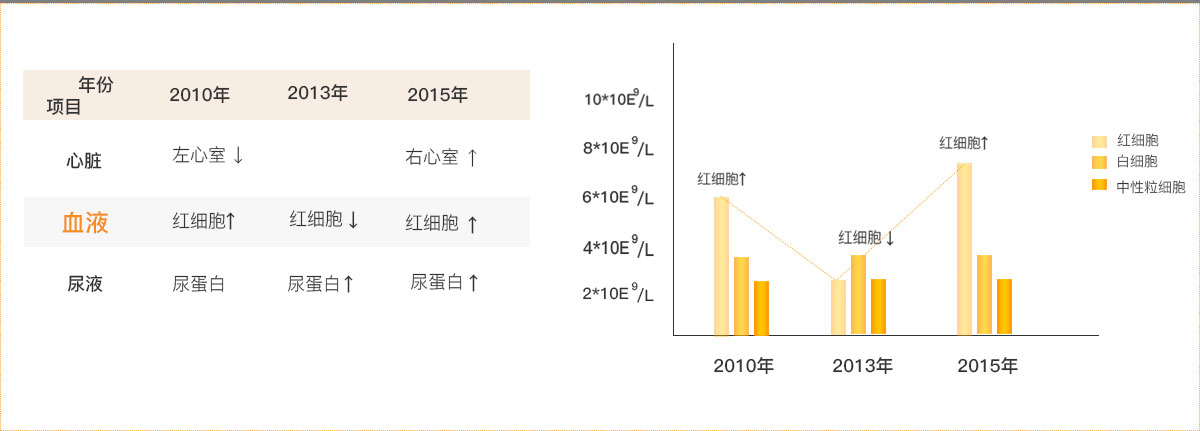 年份
项目
2010年 2013年 2015年
心脏 左心室 ↓ 右心室 ↑
血液 红细胞↑ 红细胞 ↓ 红细胞 ↑
尿液 尿蛋白 尿蛋白↑ 尿蛋白↑
10*10E⁹/L
8*10E⁹/L
6*10E⁹/L
4*10E⁹/L
2*10E⁹/L
红细胞↑
红细胞 ↓
红细胞↑
2010年 2013年 2015年
红细胞
白细胞
中性粒细胞